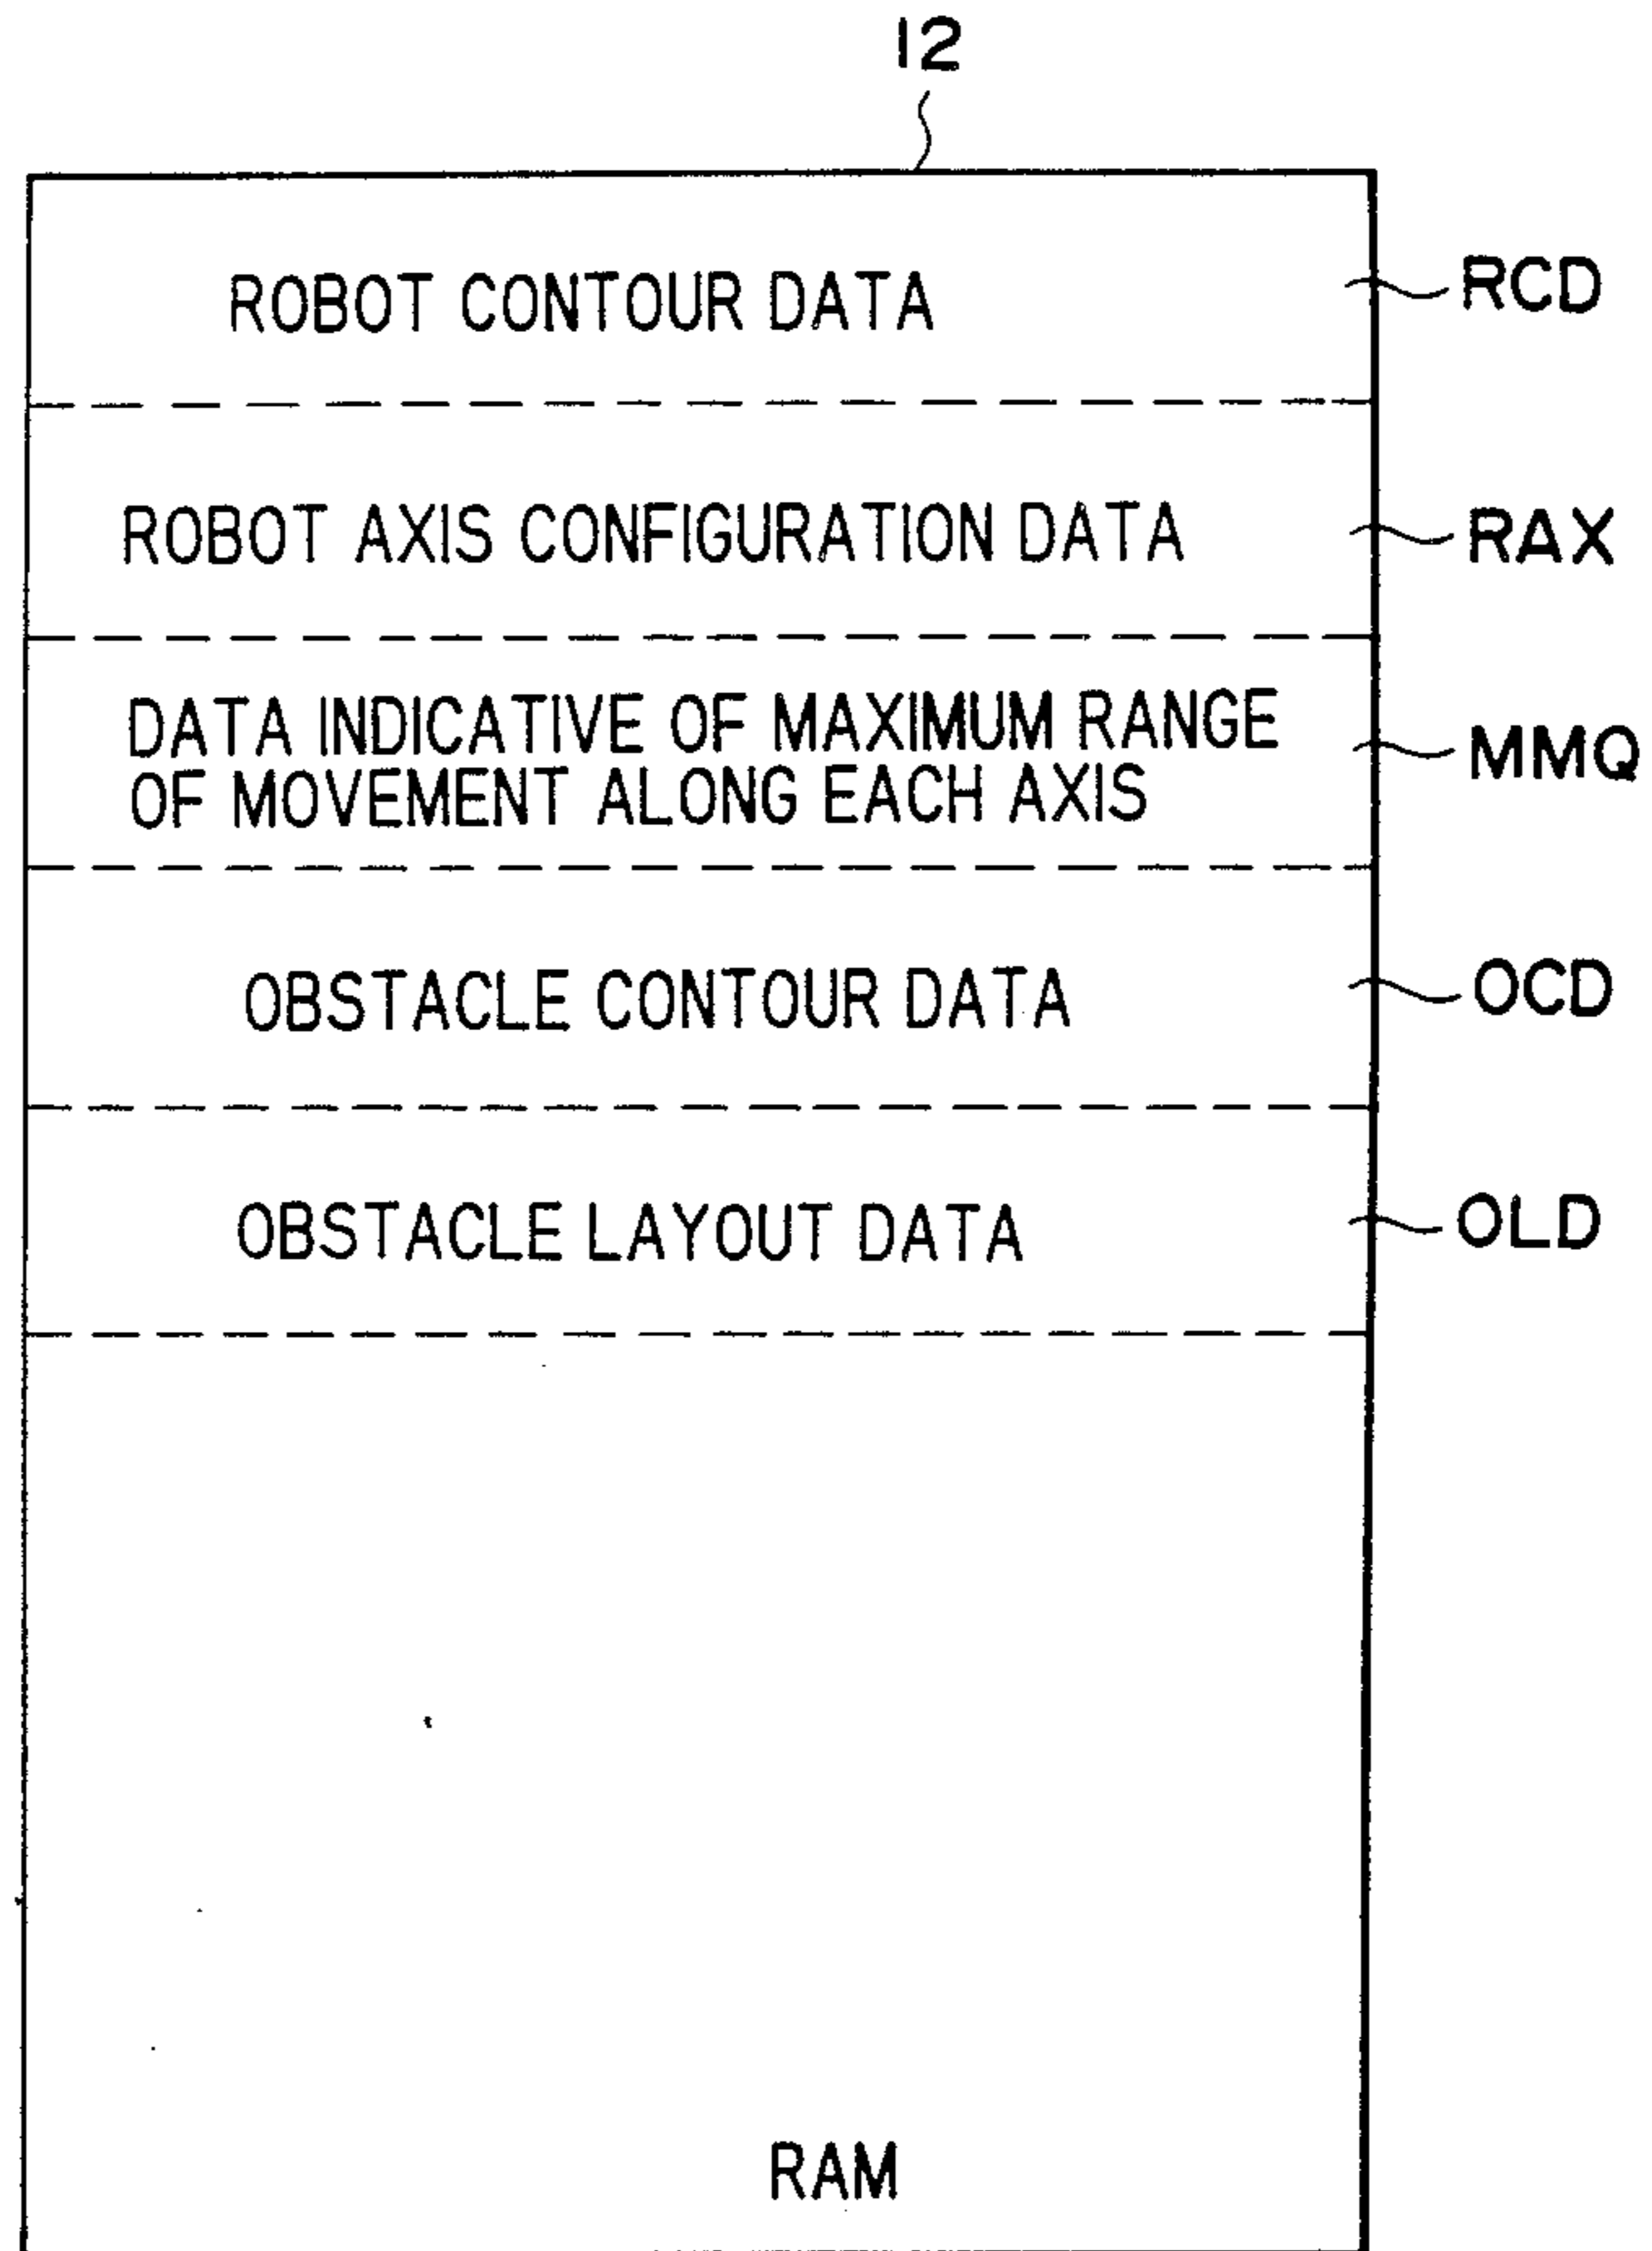 12
ROBOT CONTOUR DATA
RCD
ROBOT AXIS CONFIGURATION DATA
RAX
DATA INDICATIVE OF MAXIMUM RANGE
OF MOVEMENT ALONG EACH AXIS
MMQ
OBSTACLE CONTOUR DATA
OCD
OBSTACLE LAYOUT DATA
OLD
RAM